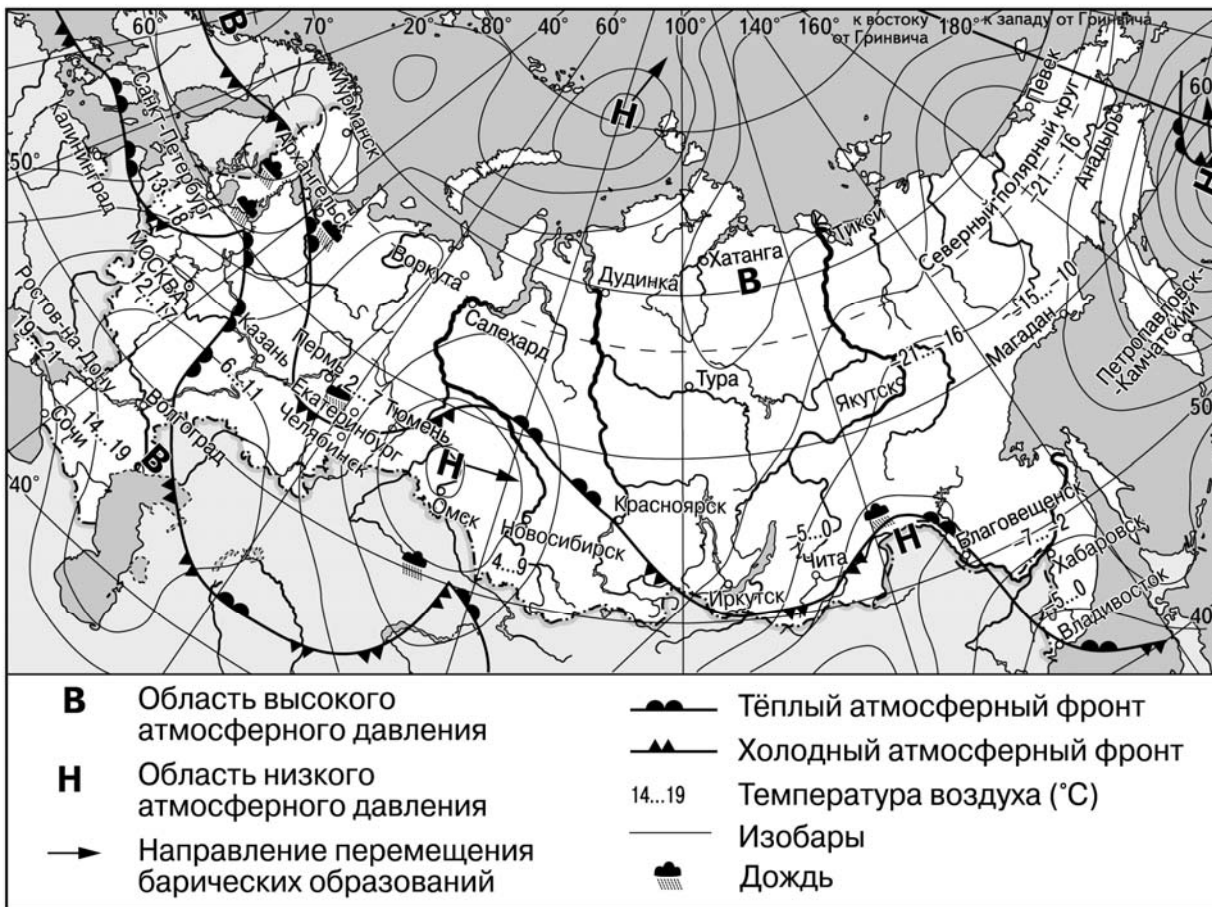 60°
70°
20
80°
40°
60°
100°
140°
160°
к востоку
от Гринвича
180°
к западу от Гринвича
В
Н
Мурманск
Санкт-Петербург
13...18
Калининград
Архангельск
50°
МОСКВА
12...17
Ростов-на-Дону
19...21
Сочи
14...19
В
Волгоград
40°
Казань
6...11
Пермь 2...7
Екатеринбург
Челябинск
Тюмень
Воркута
Салехард
Дудинка
Хатанга
В
Тикси
Северный полярный круг
Певек
–21...–16
Анадырь
60°
Н
Тура
Якутск
–21...–16
Магадан
–15...–10
Петропавловск-
-Камчатский
50
Н
Омск
Новосибирск
4...9
Красноярск
Иркутск
–5...0
Чита
Н
Благовещенск
–7...–2
Хабаровск
–5...0
Владивосток
40
В Область высокого
атмосферного давления
Н Область низкого
атмосферного давления
Направление перемещения
барических образований
Тёплый атмосферный фронт
Холодный атмосферный фронт
14...19 Температура воздуха (°С)
Изобары
Дождь